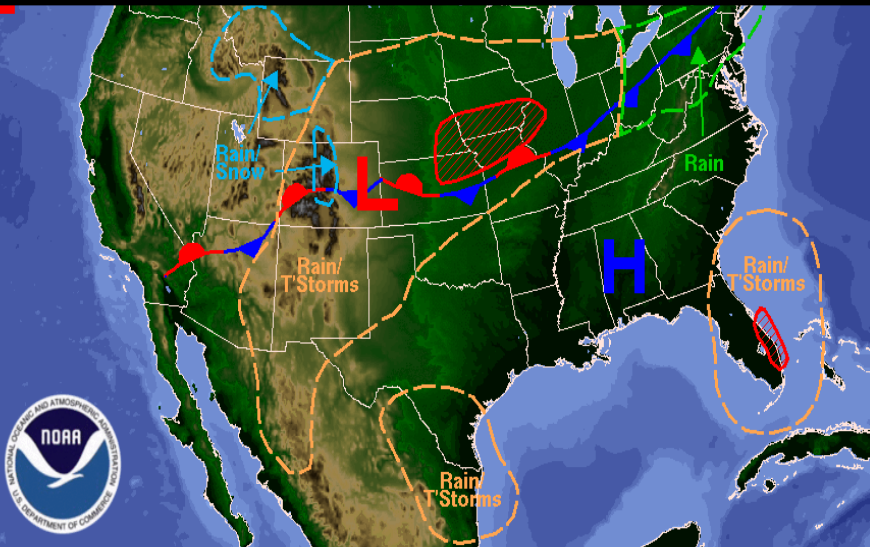 Rain/
Snow
L
Rain
Rain/
T'Storms
H
Rain/
T'Storms
Rain/
T'Storms
NATIONAL OCEANIC AND ATMOSPHERIC ADMINISTRATION
NOAA
U.S. DEPARTMENT OF COMMERCE